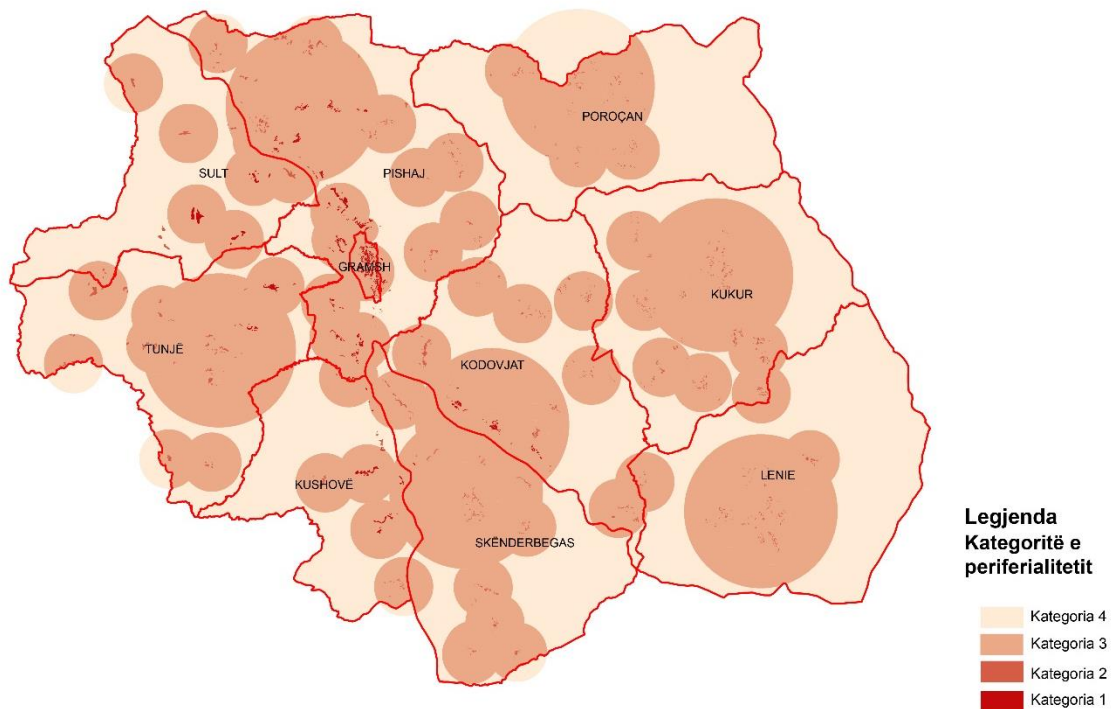 POROÇAN
SULT
PISHAJ
GRAMSH
KUKUR
TUNJË
KODOVJAT
LENIE
KUSHOVË
SKËNDERBEGAS
Legjenda
Kategoritë e
periferialitetit
Kategoria 4
Kategoria 3
Kategoria 2
Kategoria 1